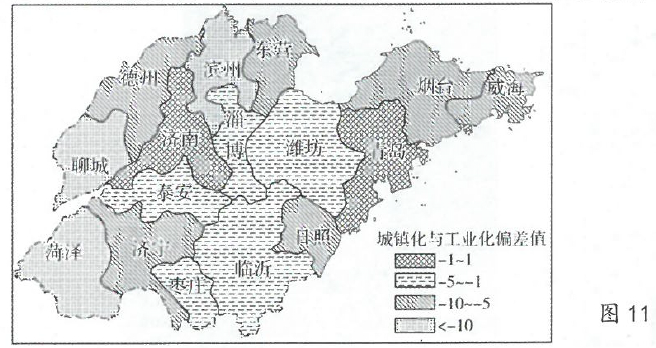 东营
滨州
德州
烟台
威海
淄博
济南
潍坊
青岛
聊城
泰安
日照
菏泽
济宁
临沂
枣庄
城镇化与工业化偏差值
-1~1
-5~-1
-10~-5
<-10
图 11